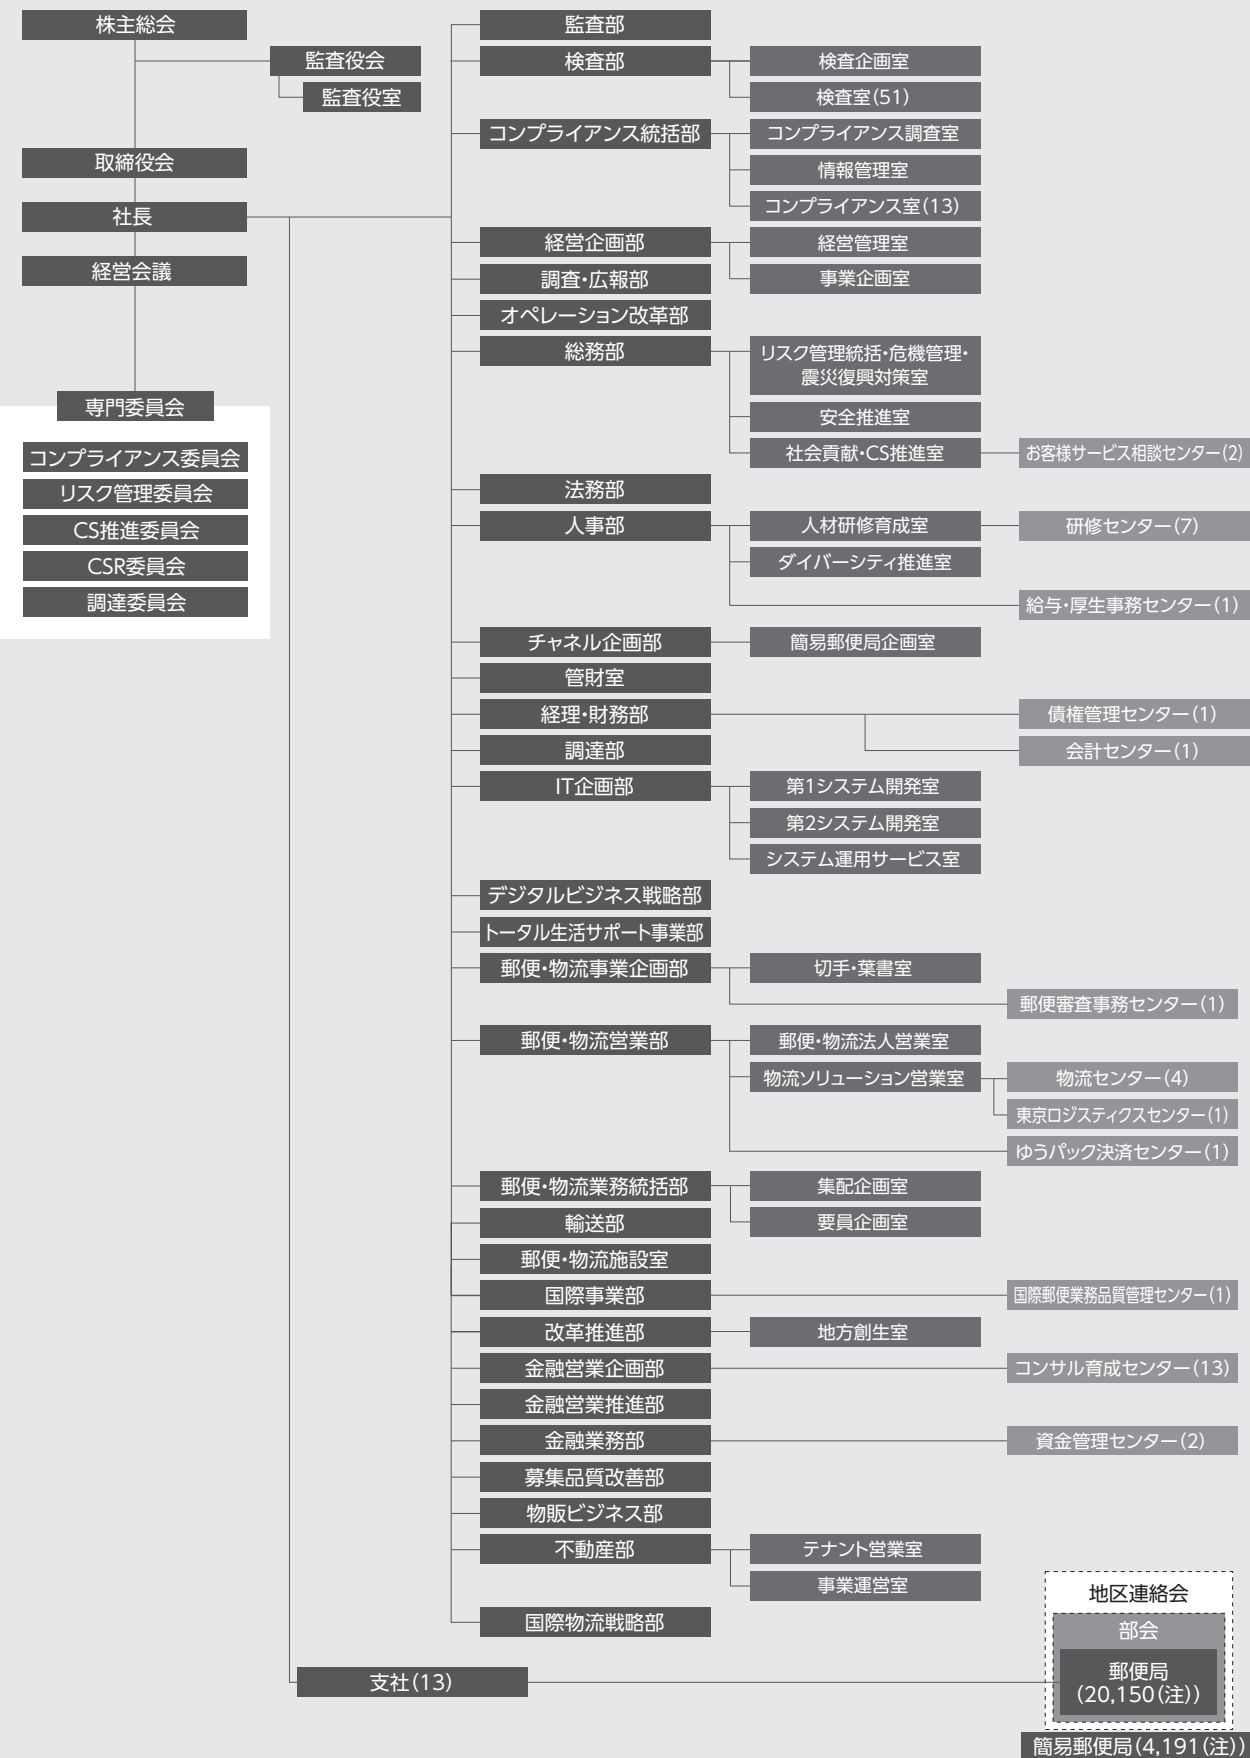 株主総会
監査役会
監査役室
取締役会
社長
経営会議
専門委員会
コンプライアンス委員会
リスク管理委員会
CS推進委員会
CSR委員会
調達委員会
監査部
検査部
検査企画室
検査室(51)
コンプライアンス統括部
コンプライアンス調査室
情報管理室
コンプライアンス室(13)
経営企画部
経営管理室
事業企画室
調査・広報部
オペレーション改革部
総務部
リスク管理統括・危機管理・
震災復興対策室
安全推進室
社会貢献・CS推進室
お客様サービス相談センター(2)
法務部
人事部
人材研修育成室
研修センター(7)
ダイバーシティ推進室
給与・厚生事務センター(1)
チャネル企画部
簡易郵便局企画室
管財室
経理・財務部
債権管理センター(1)
会計センター(1)
調達部
IT企画部
第1システム開発室
第2システム開発室
システム運用サービス室
デジタルビジネス戦略部
トータル生活サポート事業部
郵便・物流事業企画部
切手・葉書室
郵便審査事務センター(1)
郵便・物流営業部
郵便・物流法人営業室
物流ソリューション営業室
物流センター(4)
東京ロジスティクスセンター(1)
ゆうパック決済センター(1)
郵便・物流業務統括部
集配企画室
要員企画室
輸送部
郵便・物流施設室
国際事業部
国際郵便業務品質管理センター(1)
改革推進部
地方創生室
金融営業企画部
コンサル育成センター(13)
金融営業推進部
金融業務部
資金管理センター(2)
募集品質改善部
物販ビジネス部
不動産部
テナント営業室
事業運営室
国際物流戦略部
支社(13)
地区連絡会
部会
郵便局
(20,150(注))
簡易郵便局(4,191(注))